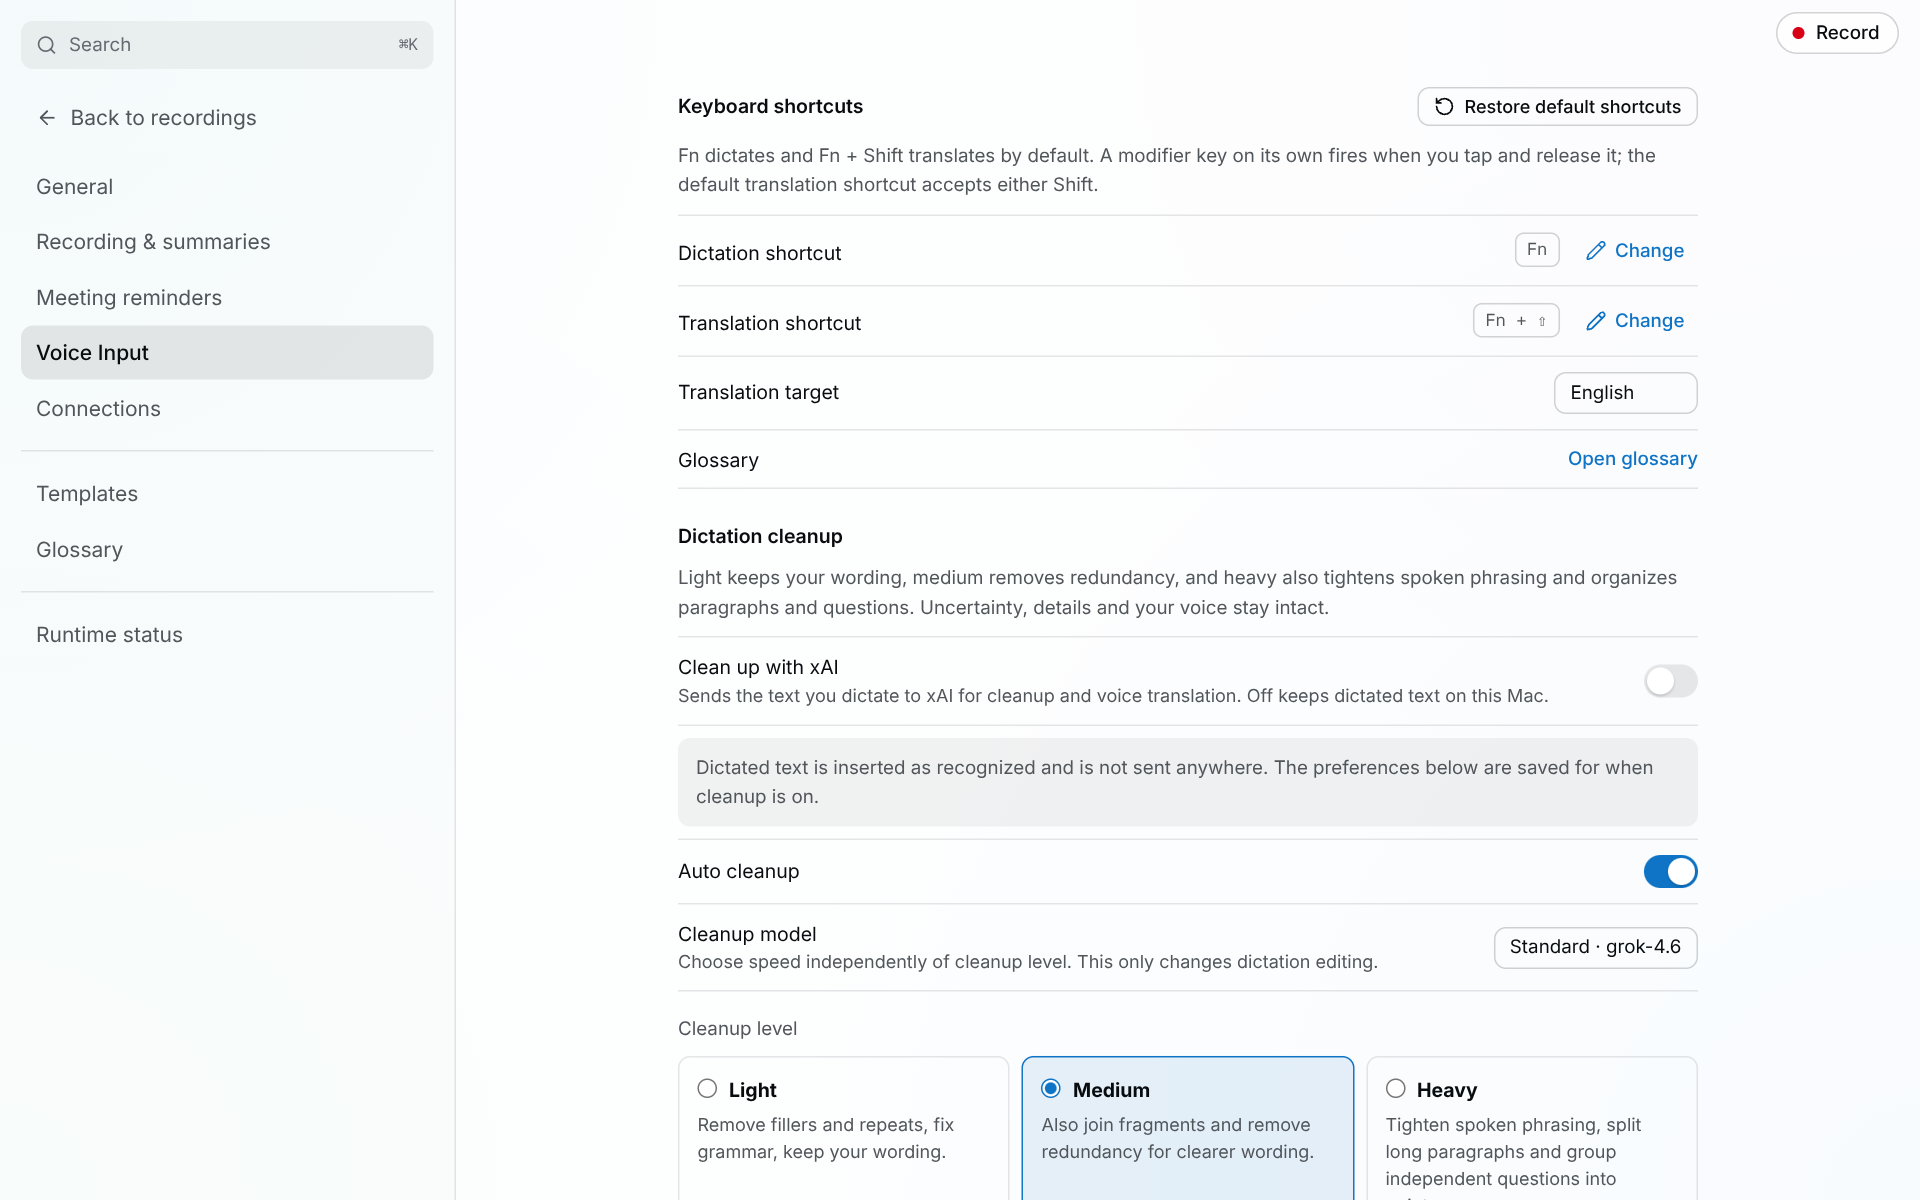 Search ⌘K
Record
Back to recordings
General
Recording & summaries
Meeting reminders
Voice Input
Connections
Templates
Glossary
Runtime status
Keyboard shortcuts
Restore default shortcuts
Fn dictates and Fn + Shift translates by default. A modifier key on its own fires when you tap and release it; the
default translation shortcut accepts either Shift.
Dictation shortcut Fn Change
Translation shortcut Fn + ⇧ Change
Translation target English
Glossary Open glossary
Dictation cleanup
Light keeps your wording, medium removes redundancy, and heavy also tightens spoken phrasing and organizes
paragraphs and questions. Uncertainty, details and your voice stay intact.
Clean up with xAI
Sends the text you dictate to xAI for cleanup and voice translation. Off keeps dictated text on this Mac.
Dictated text is inserted as recognized and is not sent anywhere. The preferences below are saved for when
cleanup is on.
Auto cleanup
Cleanup model
Choose speed independently of cleanup level. This only changes dictation editing.
Standard · grok-4.6
Cleanup level
Light
Remove fillers and repeats, fix
grammar, keep your wording.
Medium
Also join fragments and remove
redundancy for clearer wording.
Heavy
Tighten spoken phrasing, split
long paragraphs and group
independent questions into